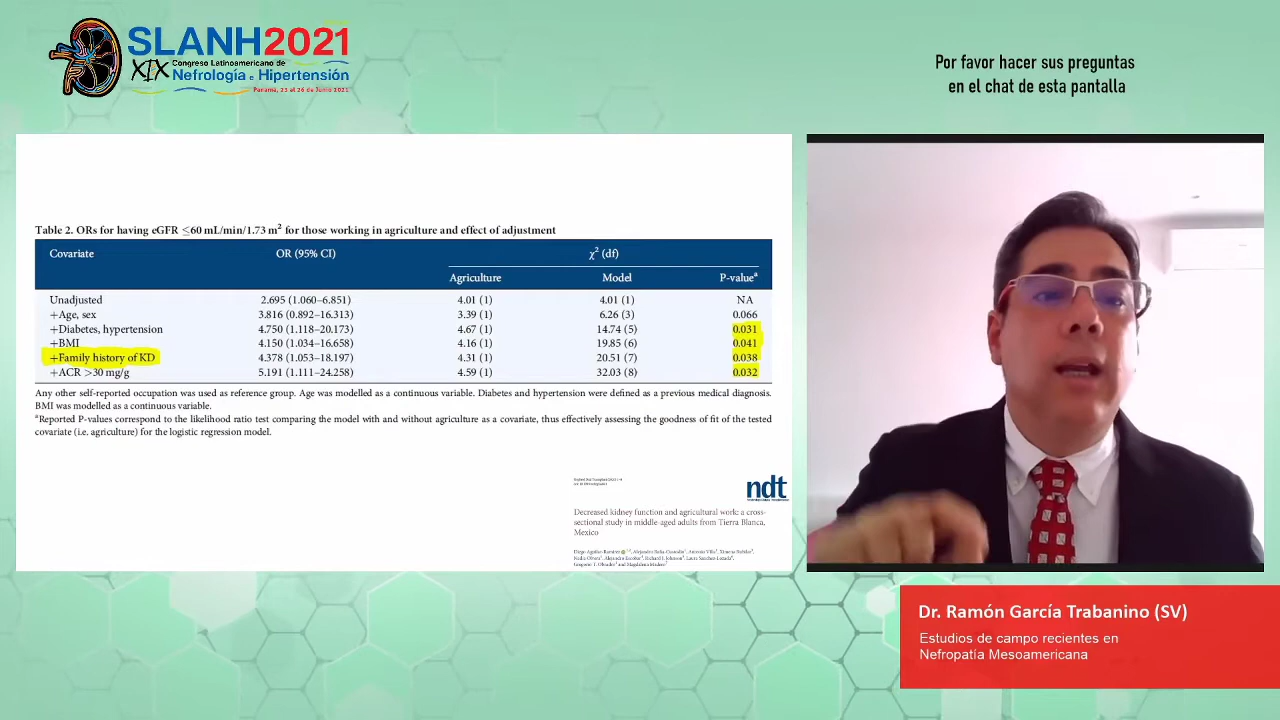 SLANH2021
XIX Congreso Latinoamericano de
Nefrología e Hipertensión
Panamá, 23 al 26 de Junio 2021
Por favor hacer sus preguntas
en el chat de esta pantalla
Table 2. ORs for having eGFR ≤60 mL/min/1.73 m² for those working in agriculture and effect of adjustment
Covariate OR (95% CI) χ² (df)
Agriculture Model P-valueᵃ
Unadjusted 2.695 (1.060–6.851) 4.01 (1) 4.01 (1) NA
+Age, sex 3.816 (0.892–16.313) 3.39 (1) 6.26 (3) 0.066
+Diabetes, hypertension 4.750 (1.118–20.173) 4.67 (1) 14.74 (5) 0.031
+BMI 4.150 (1.034–16.658) 4.16 (1) 19.85 (6) 0.041
+Family history of KD 4.378 (1.053–18.197) 4.31 (1) 20.51 (7) 0.038
+ACR >30 mg/g 5.191 (1.111–24.258) 4.59 (1) 32.03 (8) 0.032
Any other self-reported occupation was used as reference group. Age was modelled as a continuous variable. Diabetes and hypertension were defined as a previous medical diagnosis.
BMI was modelled as a continuous variable.
ᵃReported P-values correspond to the likelihood ratio test comparing the model with and without agriculture as a covariate, thus effectively assessing the goodness of fit of the tested
covariate (i.e. agriculture) for the logistic regression model.
ndt
Decreased kidney function and agricultural work: a cross-
sectional study in middle-aged adults from Tierra Blanca,
Mexico
Dr. Ramón García Trabanino (SV)
Estudios de campo recientes en
Nefropatía Mesoamericana